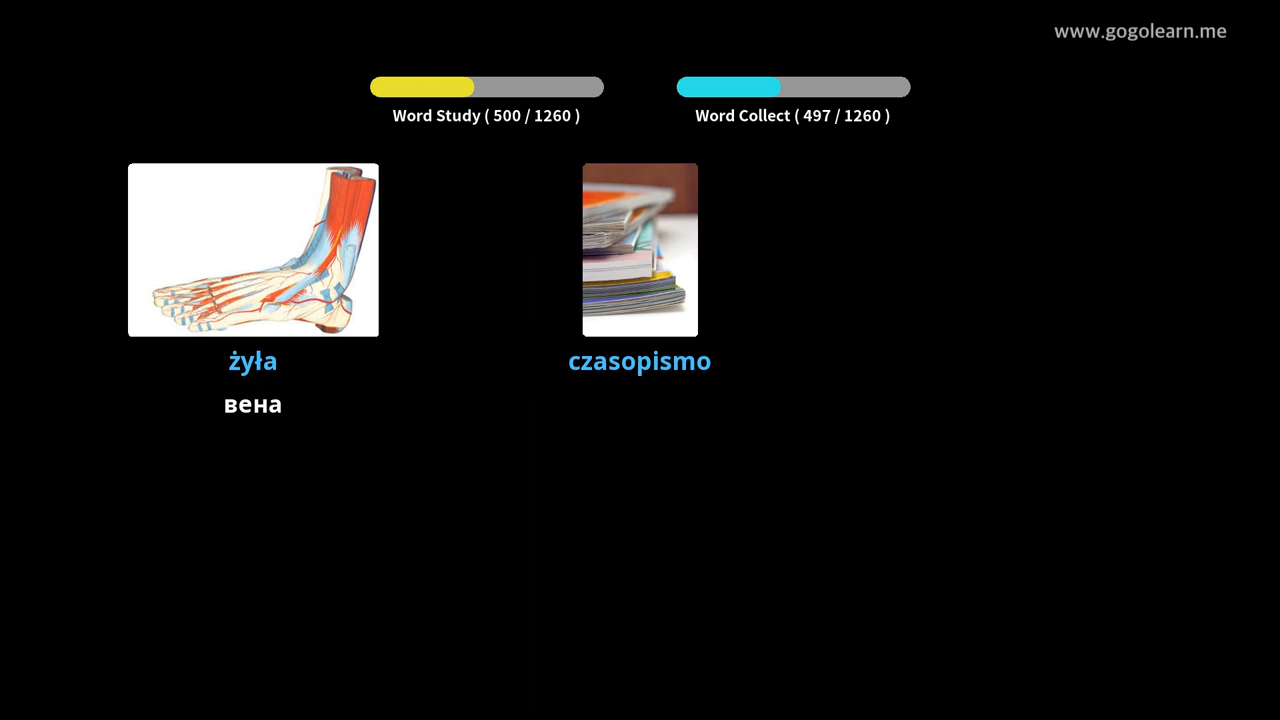 www.gogolearn.me
Word Study ( 500 / 1260 )
Word Collect ( 497 / 1260 )
żyła
czasopismo
вена